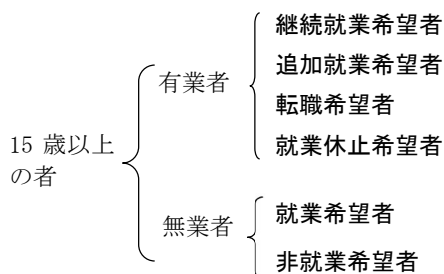 15 歳以上
の者
有業者
継続就業希望者
追加就業希望者
転職希望者
就業休止希望者
無業者
就業希望者
非就業希望者